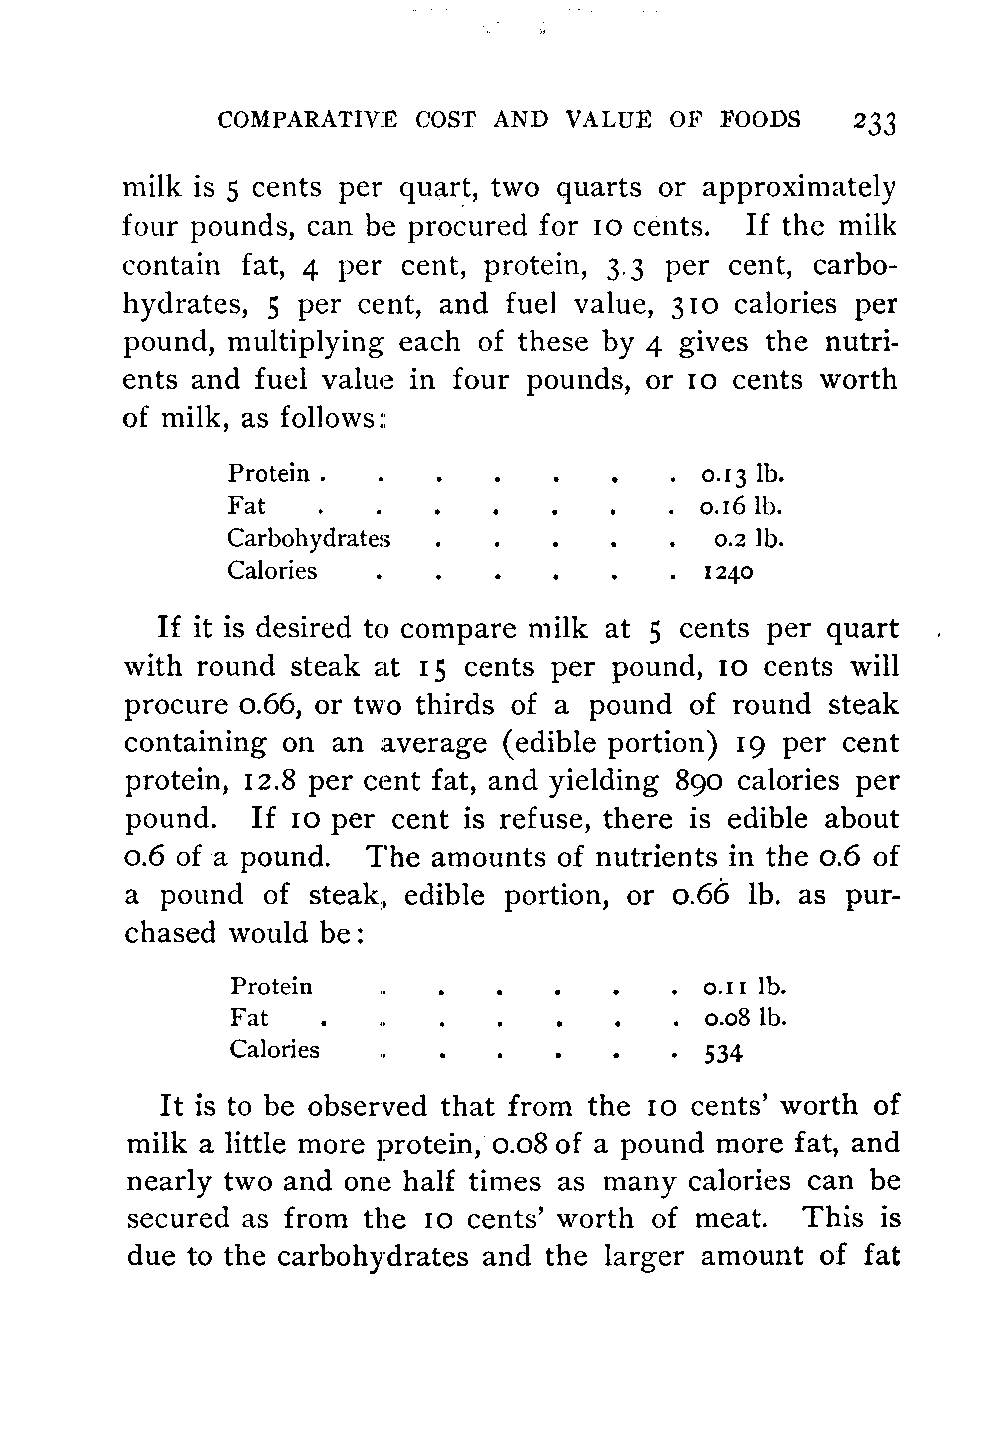 COMPARATIVE COST AND VALUE OF FOODS 233
milk is 5 cents per quart, two quarts or approximately
four pounds, can be procured for 10 cents. If the milk
contain fat, 4 per cent, protein, 3.3 per cent, carbo-
hydrates, 5 per cent, and fuel value, 310 calories per
pound, multiplying each of these by 4 gives the nutri-
ents and fuel value in four pounds, or 10 cents worth
of milk, as follows:
Protein . . . . . . . 0.13 lb.
Fat . . . . . . . 0.16 lb.
Carbohydrates . . . . . 0.2 lb.
Calories . . . . . . 1240
If it is desired to compare milk at 5 cents per quart
with round steak at 15 cents per pound, 10 cents will
procure 0.66, or two thirds of a pound of round steak
containing on an average (edible portion) 19 per cent
protein, 12.8 per cent fat, and yielding 890 calories per
pound. If 10 per cent is refuse, there is edible about
0.6 of a pound. The amounts of nutrients in the 0.6 of
a pound of steak, edible portion, or 0.66 lb. as pur-
chased would be:
Protein . . . . . . 0.11 lb.
Fat . . . . . . . 0.08 lb.
Calories . . . . . . 534
It is to be observed that from the 10 cents' worth of
milk a little more protein, 0.08 of a pound more fat, and
nearly two and one half times as many calories can be
secured as from the 10 cents' worth of meat. This is
due to the carbohydrates and the larger amount of fat